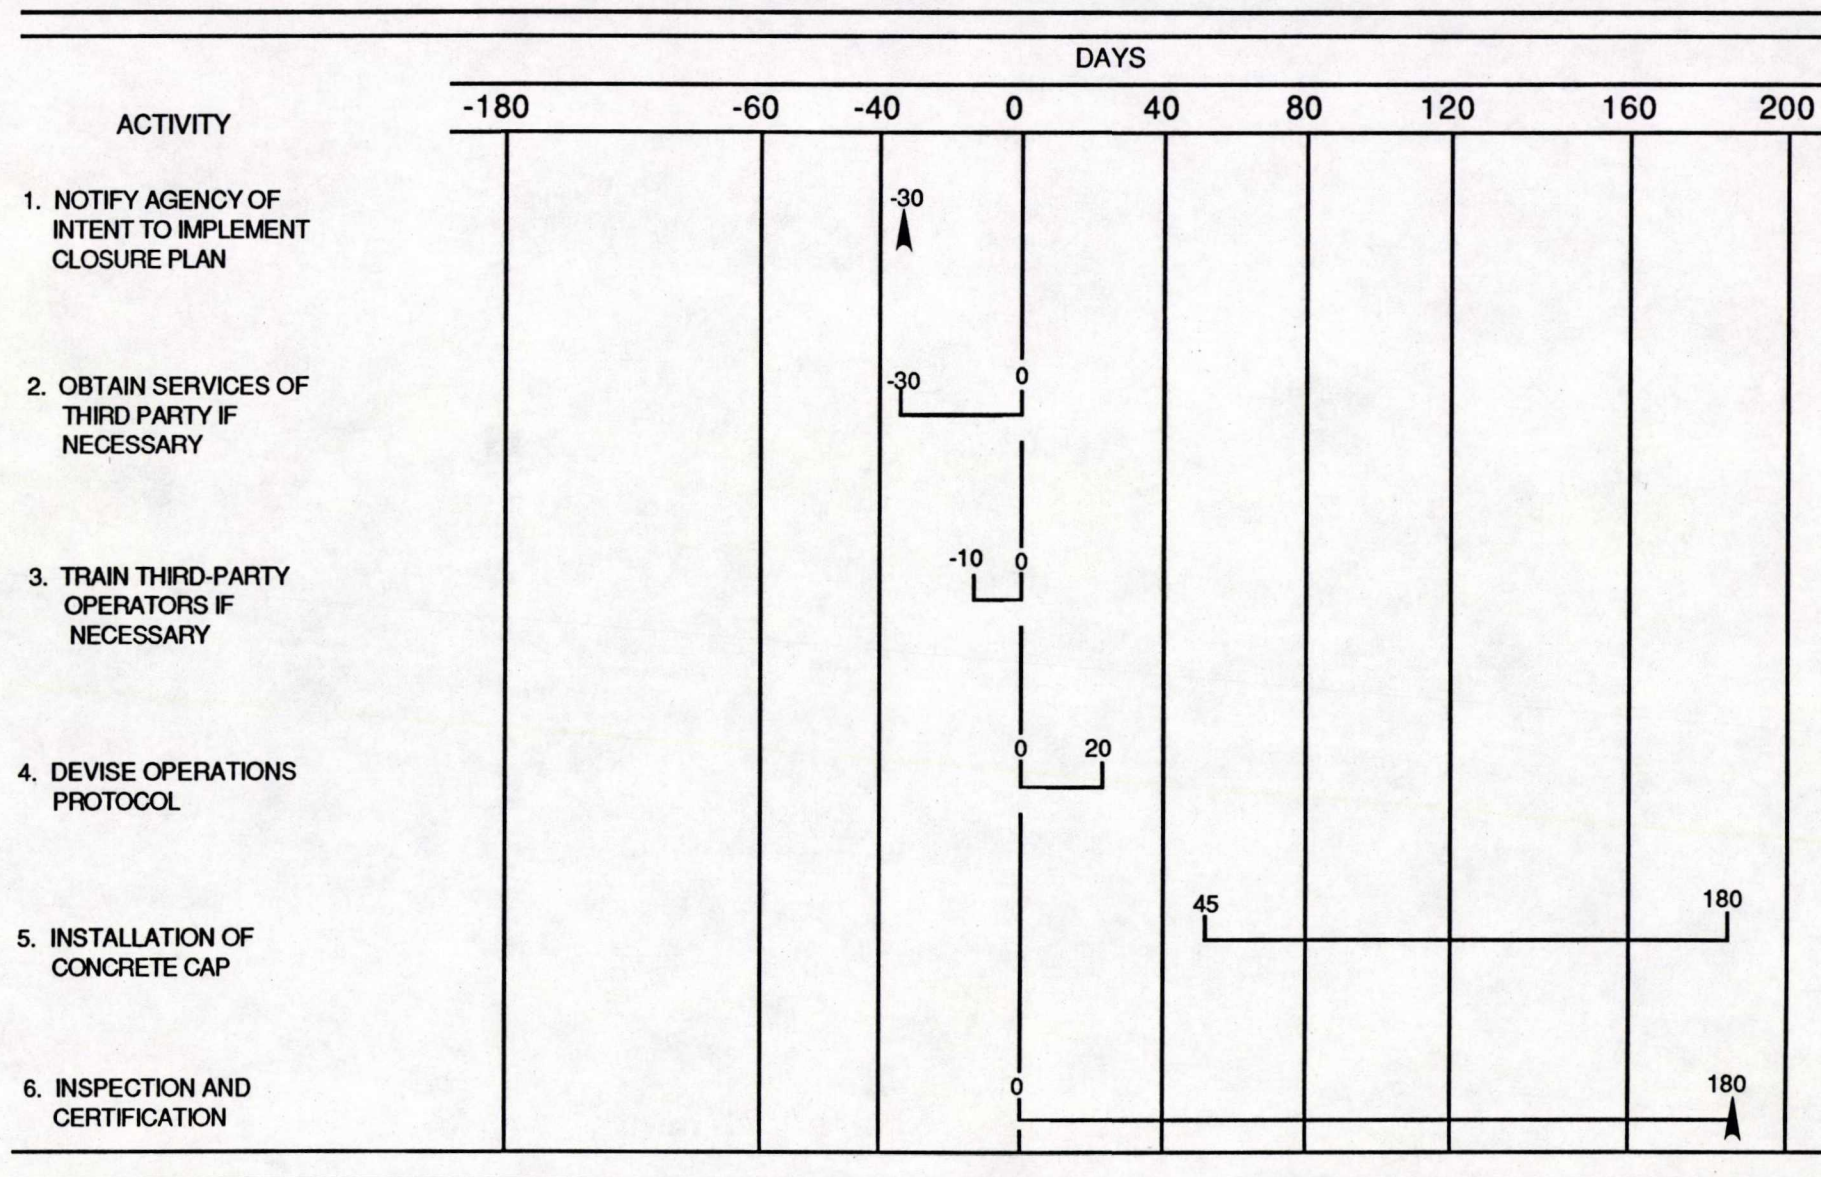 DAYS
ACTIVITY -180 -60 -40 0 40 80 120 160 200
1. NOTIFY AGENCY OF
INTENT TO IMPLEMENT
CLOSURE PLAN
-30
2. OBTAIN SERVICES OF
THIRD PARTY IF
NECESSARY
-30 0
3. TRAIN THIRD-PARTY
OPERATORS IF
NECESSARY
-10 0
4. DEVISE OPERATIONS
PROTOCOL
0 20
5. INSTALLATION OF
CONCRETE CAP
45 180
6. INSPECTION AND
CERTIFICATION
0 180